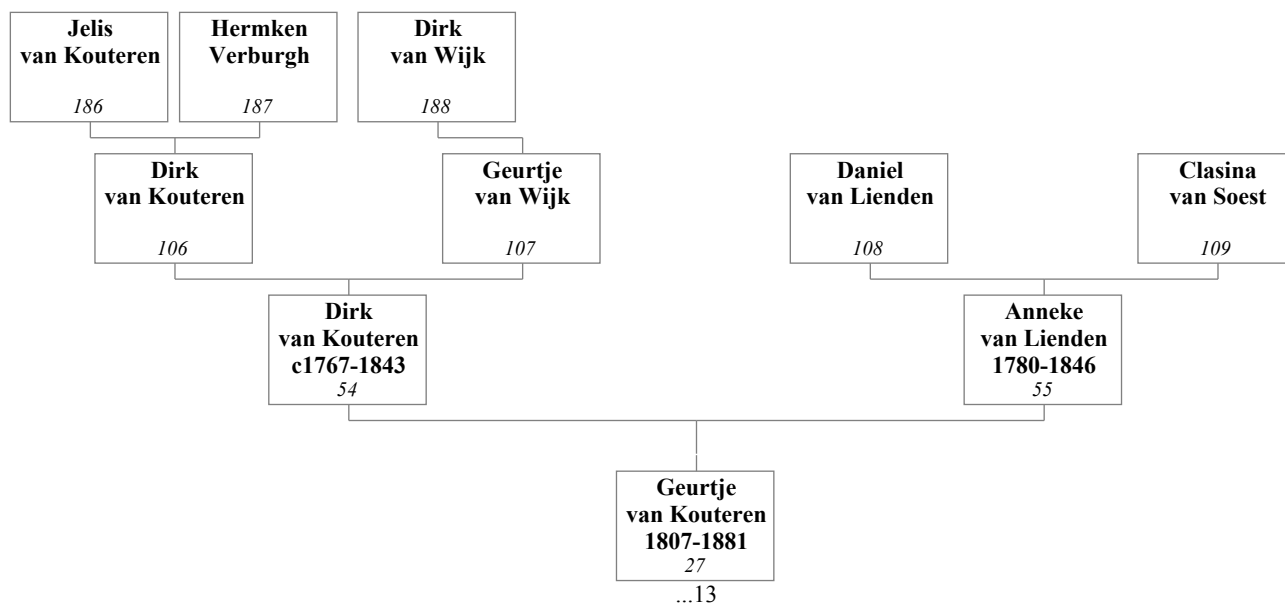 Jelis
van Kouteren
186
Hermken
Verburgh
187
Dirk
van Wijk
188
Dirk
van Kouteren
106
Geurtje
van Wijk
107
Daniel
van Lienden
108
Clasina
van Soest
109
Dirk
van Kouteren
c1767-1843
54
Anneke
van Lienden
1780-1846
55
Geurtje
van Kouteren
1807-1881
27
...13